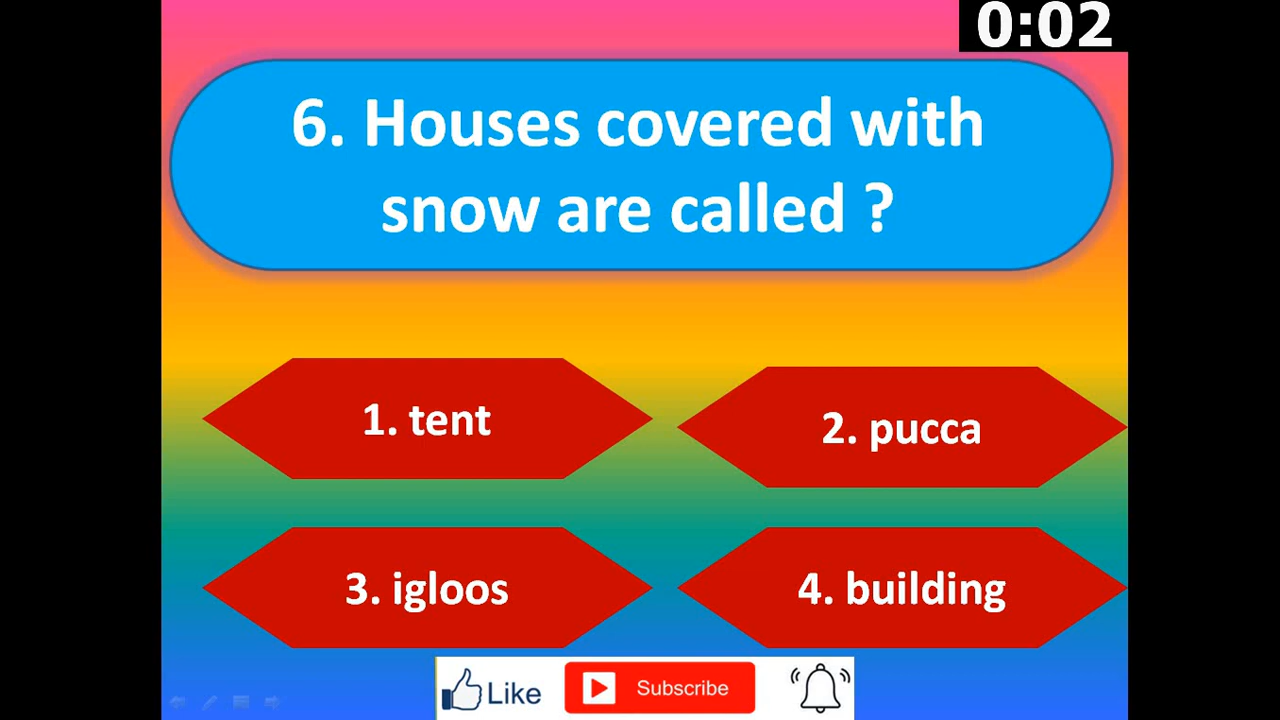 0:02
6. Houses covered with
snow are called ?
1. tent
2. pucca
3. igloos
4. building
Like
Subscribe